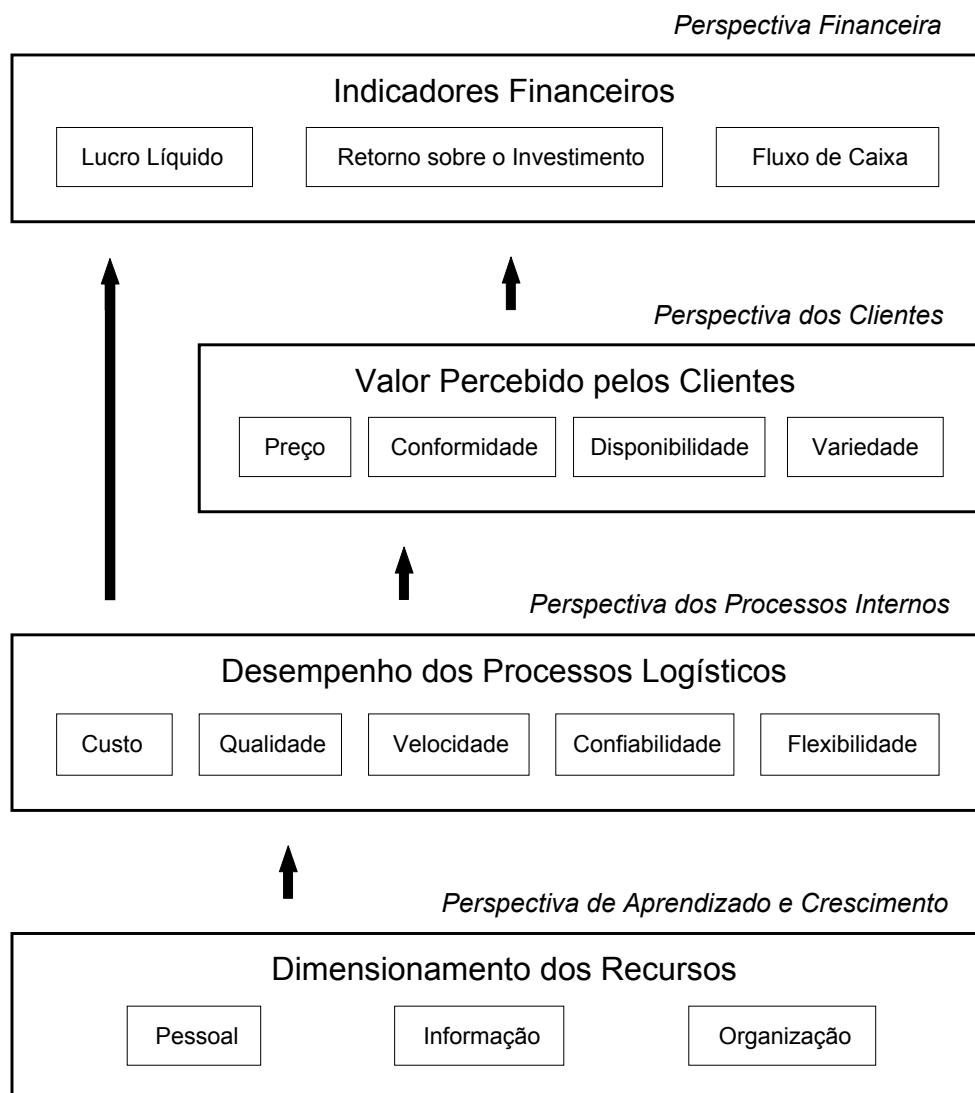 Perspectiva Financeira
Indicadores Financeiros
Lucro Líquido
Retorno sobre o Investimento
Fluxo de Caixa
Perspectiva dos Clientes
Valor Percebido pelos Clientes
Preço
Conformidade
Disponibilidade
Variedade
Perspectiva dos Processos Internos
Desempenho dos Processos Logísticos
Custo
Qualidade
Velocidade
Confiabilidade
Flexibilidade
Perspectiva de Aprendizado e Crescimento
Dimensionamento dos Recursos
Pessoal
Informação
Organização